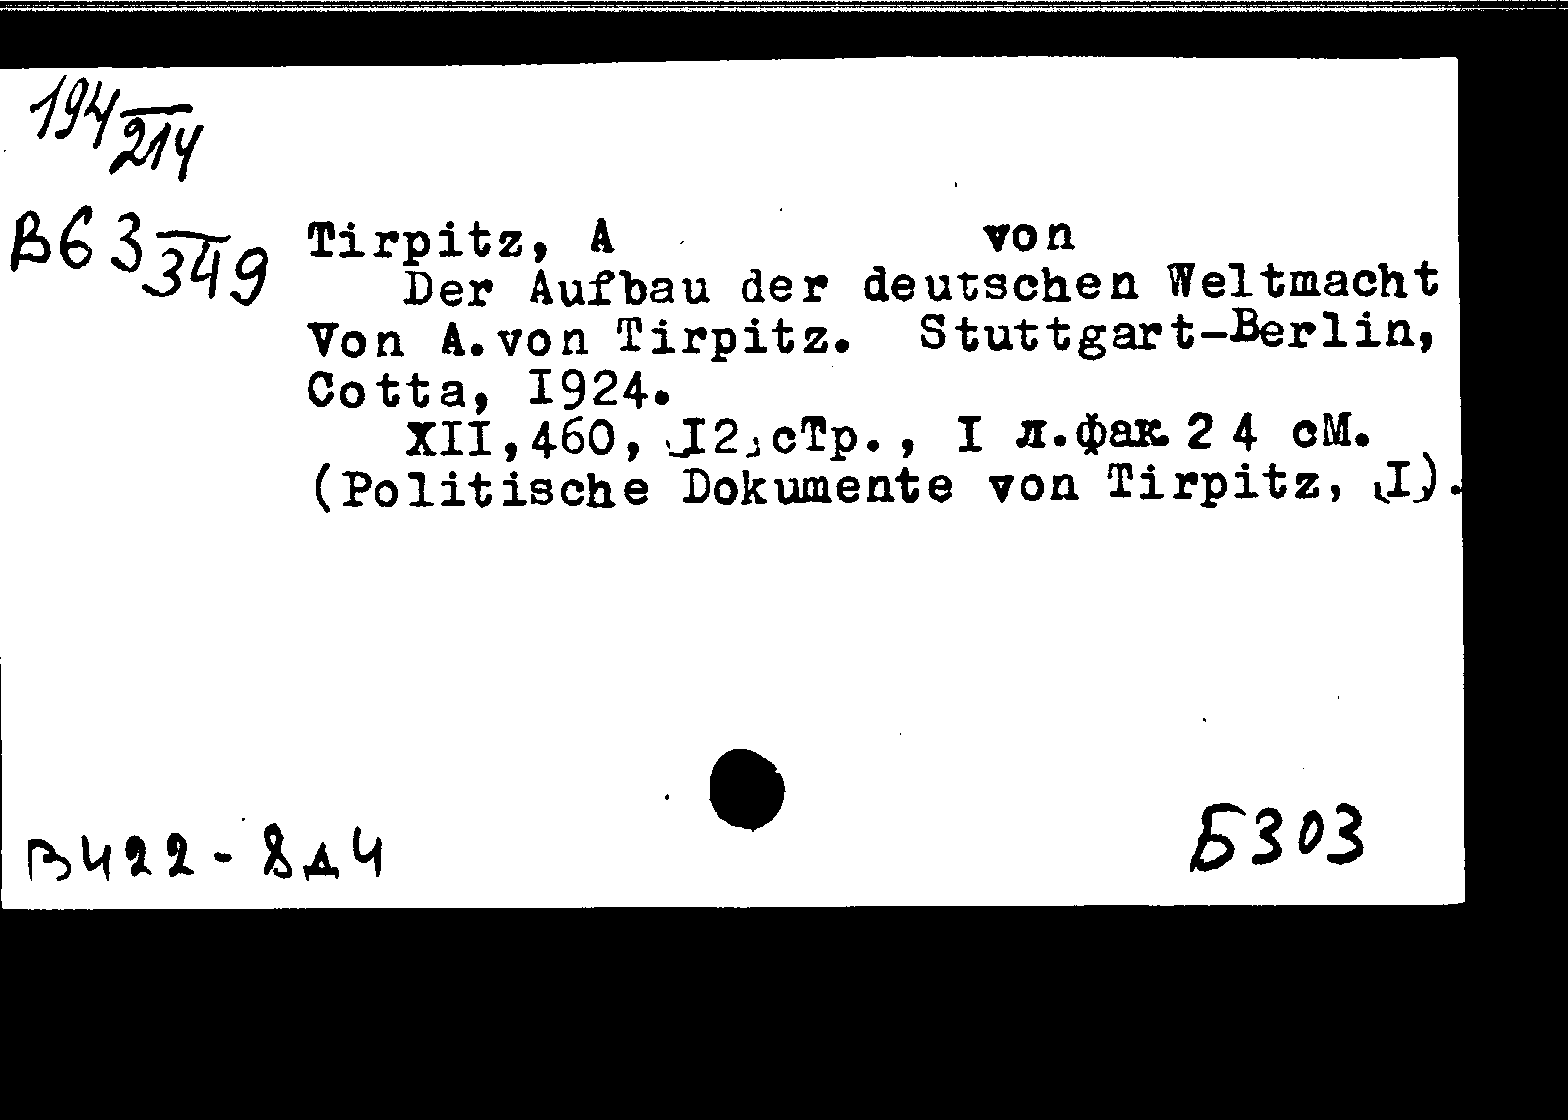 194/214
В63/349
Tirpitz, A von
Der Aufbau der deutschen Weltmacht
Von A.von Tirpitz. Stuttgart-Berlin,
Cotta, I924.
XII,460, [I2] стр., I л.фак. 24 см.
(Politische Dokumente von Tirpitz, [I]).
В422-8д4
Б303